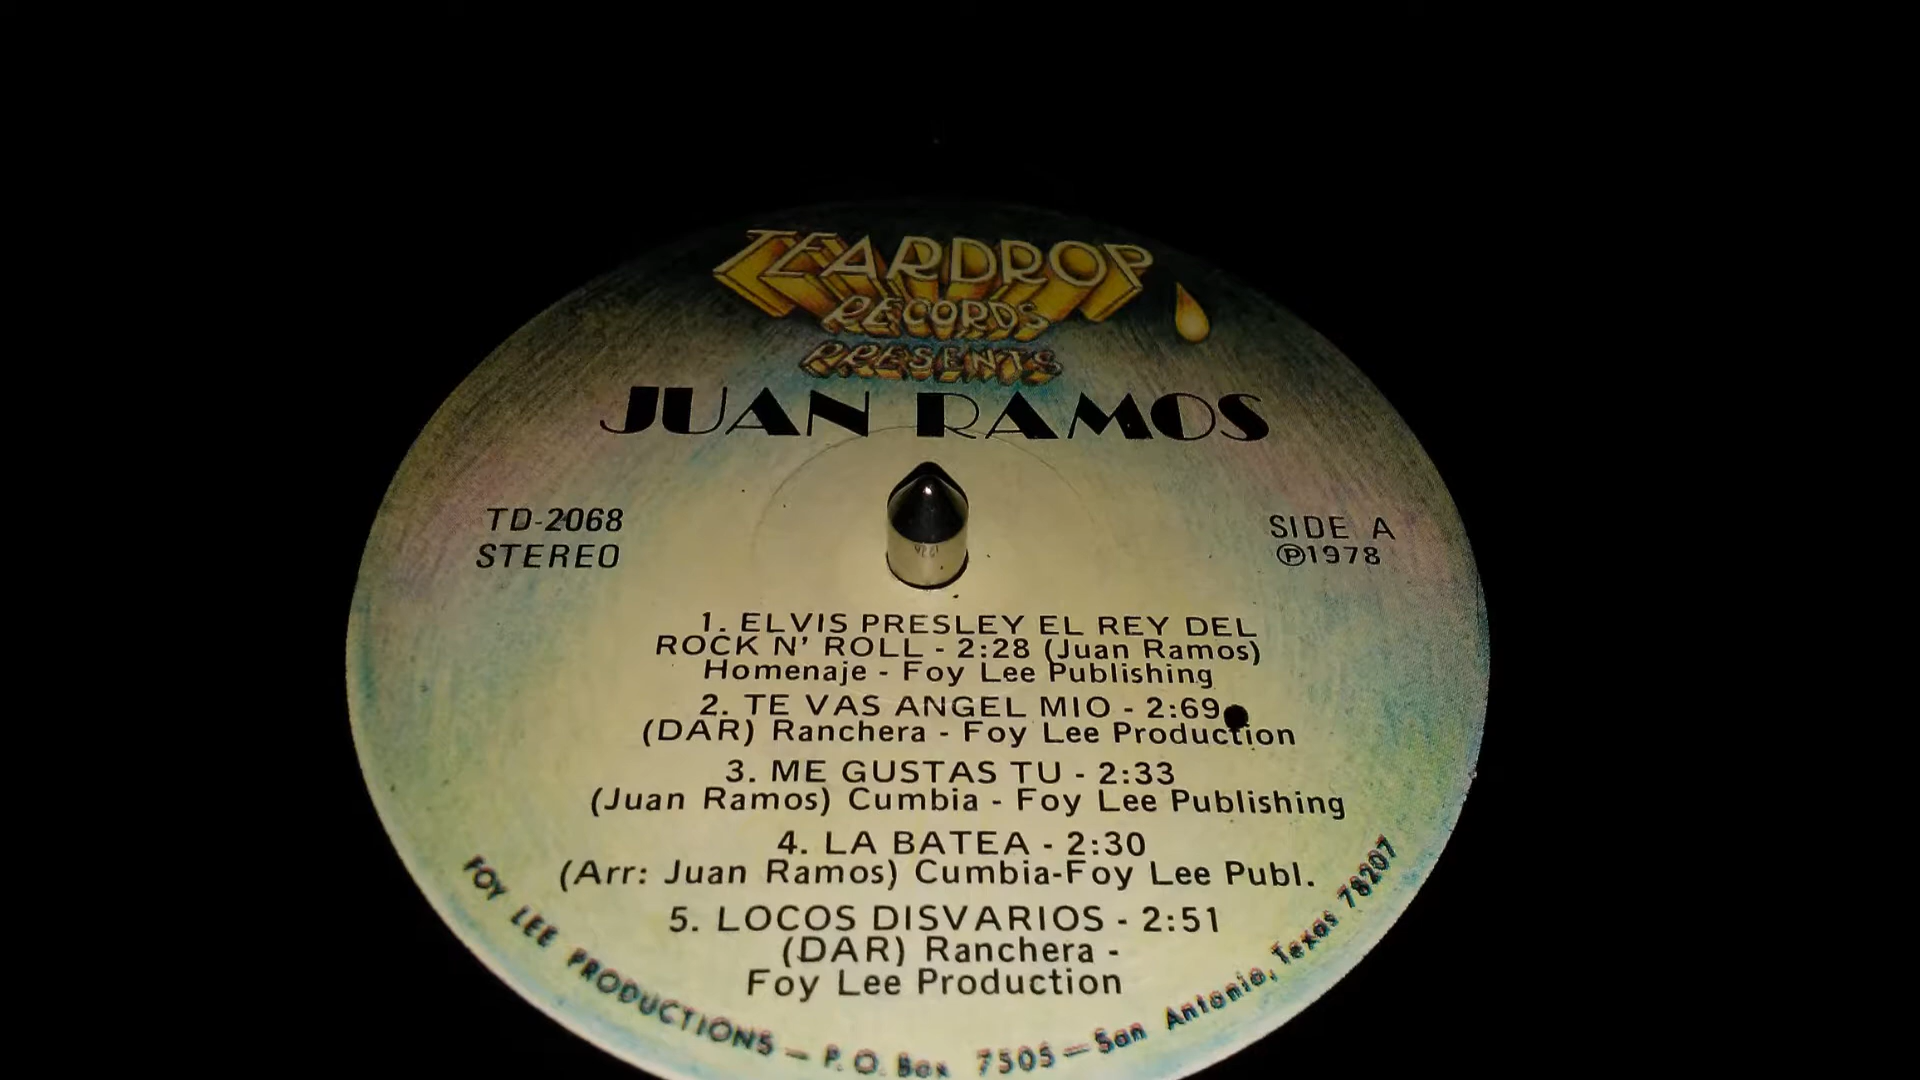 TEARDROP
RECORDS
PRESENTS
JUAN RAMOS
TD-2068
STEREO
SIDE A
Ⓟ1978
1. ELVIS PRESLEY EL REY DEL
ROCK N' ROLL - 2:28 (Juan Ramos)
Homenaje - Foy Lee Publishing
2. TE VAS ANGEL MIO - 2:69
(DAR) Ranchera - Foy Lee Production
3. ME GUSTAS TU - 2:33
(Juan Ramos) Cumbia - Foy Lee Publishing
4. LA BATEA - 2:30
(Arr: Juan Ramos) Cumbia-Foy Lee Publ.
5. LOCOS DISVARIOS - 2:51
(DAR) Ranchera -
Foy Lee Production
FOY LEE PRODUCTIONS — P.O. Box 7505 — San Antonio, Texas 78207